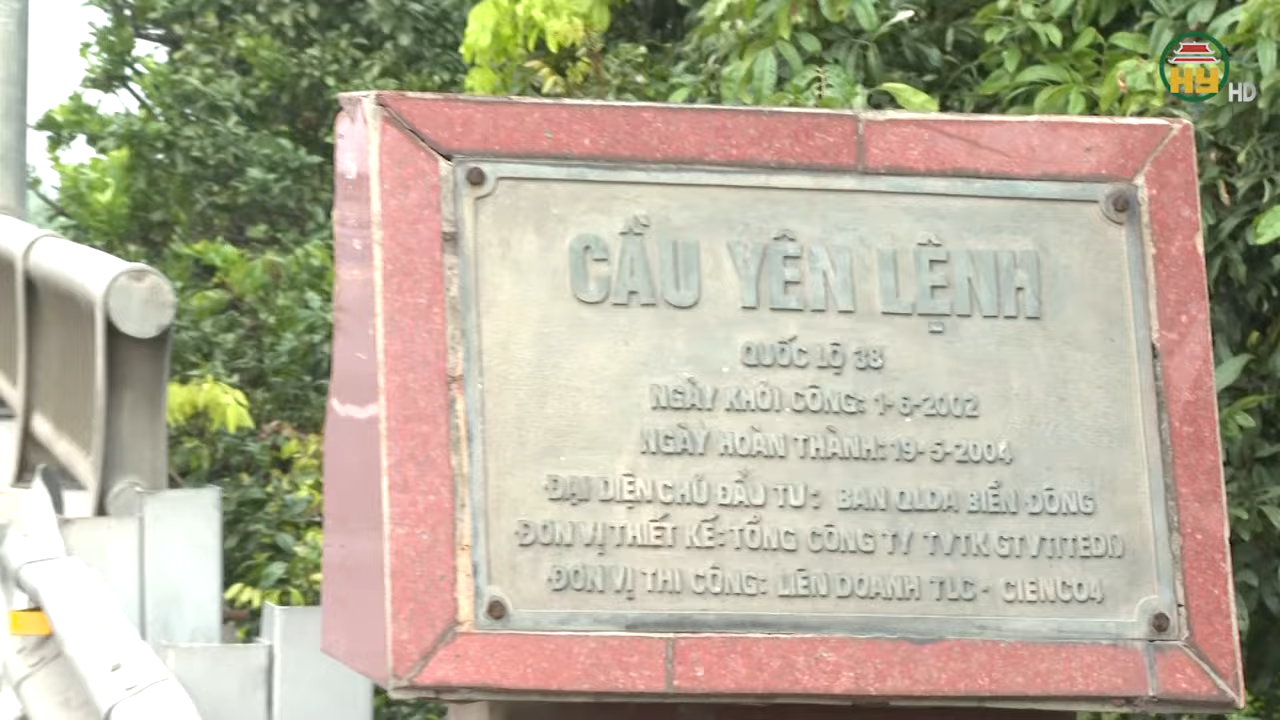 HY HD
CẦU YÊN LỆNH
QUỐC LỘ 38
NGÀY KHỞI CÔNG: 1-6-2002
NGÀY HOÀN THÀNH: 19-5-2004
ĐẠI DIỆN CHỦ ĐẦU TƯ: BAN QLDA BIỂN ĐÔNG
ĐƠN VỊ THIẾT KẾ: TỔNG CÔNG TY TVTK GTVT(TEDI)
ĐƠN VỊ THI CÔNG: LIÊN DOANH TLC - CIENCO4